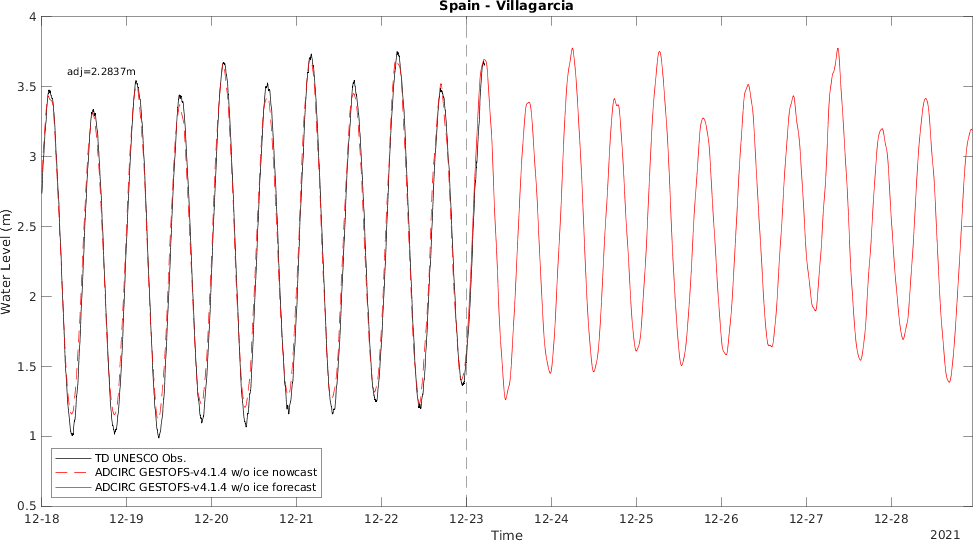 Spain - Villagarcia
4
3.5
3
2.5
2
1.5
1
0.5
Water Level (m)
adj=2.2837m
TD UNESCO Obs.
ADCIRC GESTOFS-v4.1.4 w/o ice nowcast
ADCIRC GESTOFS-v4.1.4 w/o ice forecast
12-18 12-19 12-20 12-21 12-22 12-23 12-24 12-25 12-26 12-27 12-28
Time
2021